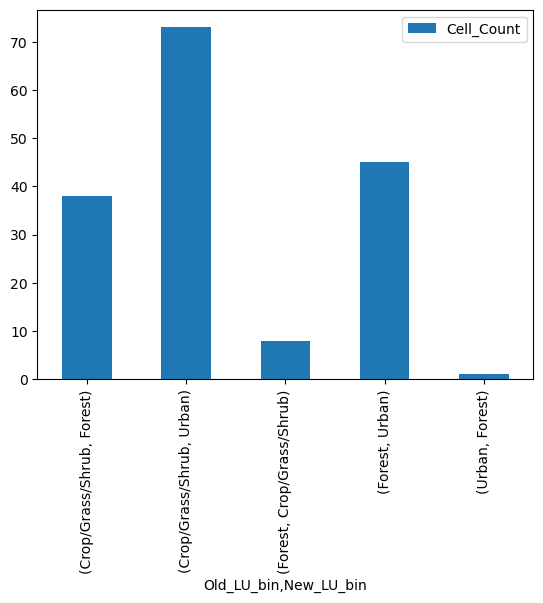 Cell_Count
70
60
50
40
30
20
10
0
(Crop/Grass/Shrub, Forest)
(Crop/Grass/Shrub, Urban)
(Forest, Crop/Grass/Shrub)
(Forest, Urban)
(Urban, Forest)
Old_LU_bin,New_LU_bin